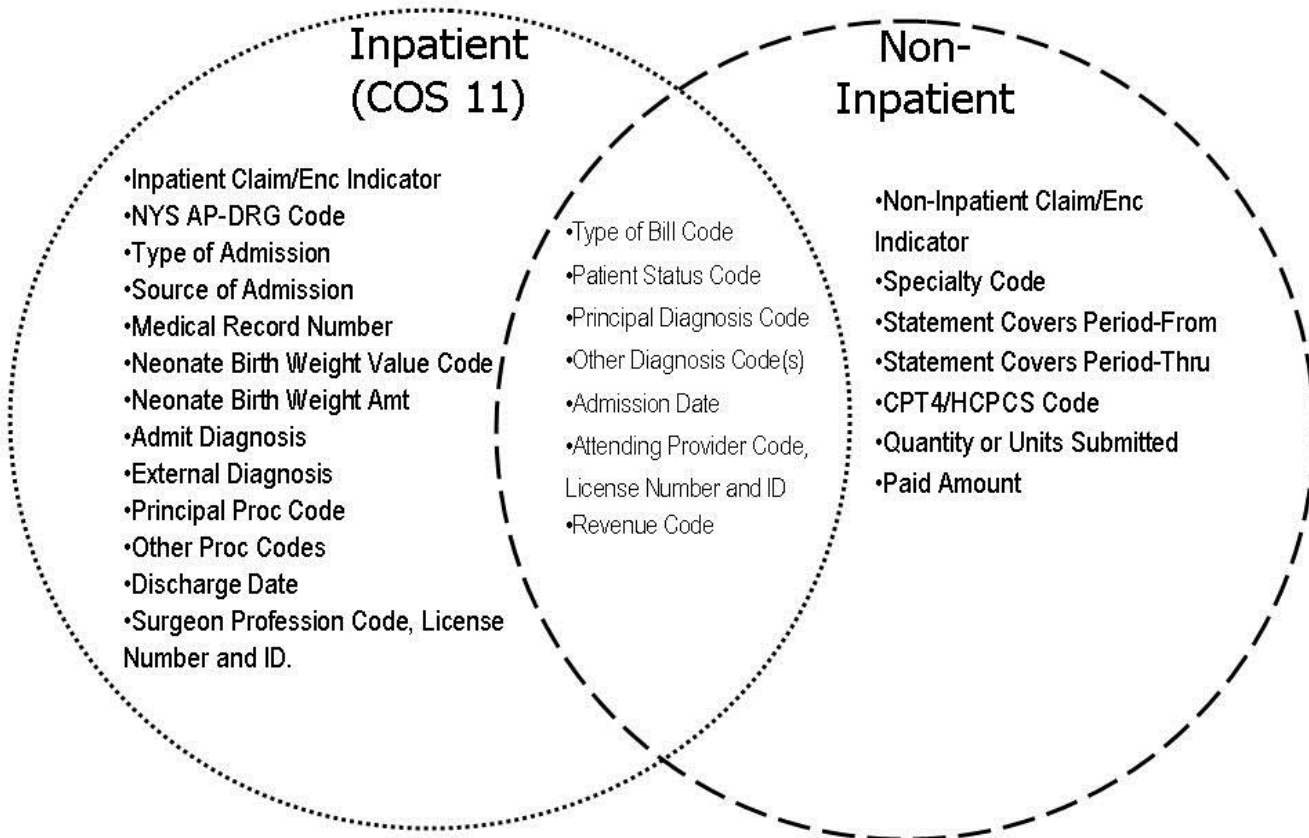 Inpatient
(COS 11)
•Inpatient Claim/Enc Indicator
•NYS AP-DRG Code
•Type of Admission
•Source of Admission
•Medical Record Number
•Neonate Birth Weight Value Code
•Neonate Birth Weight Amt
•Admit Diagnosis
•External Diagnosis
•Principal Proc Code
•Other Proc Codes
•Discharge Date
•Surgeon Profession Code, License
Number and ID.
•Type of Bill Code
•Patient Status Code
•Principal Diagnosis Code
•Other Diagnosis Code(s)
•Admission Date
•Attending Provider Code,
License Number and ID
•Revenue Code
Non-
Inpatient
•Non-Inpatient Claim/Enc
Indicator
•Specialty Code
•Statement Covers Period-From
•Statement Covers Period-Thru
•CPT4/HCPCS Code
•Quantity or Units Submitted
•Paid Amount